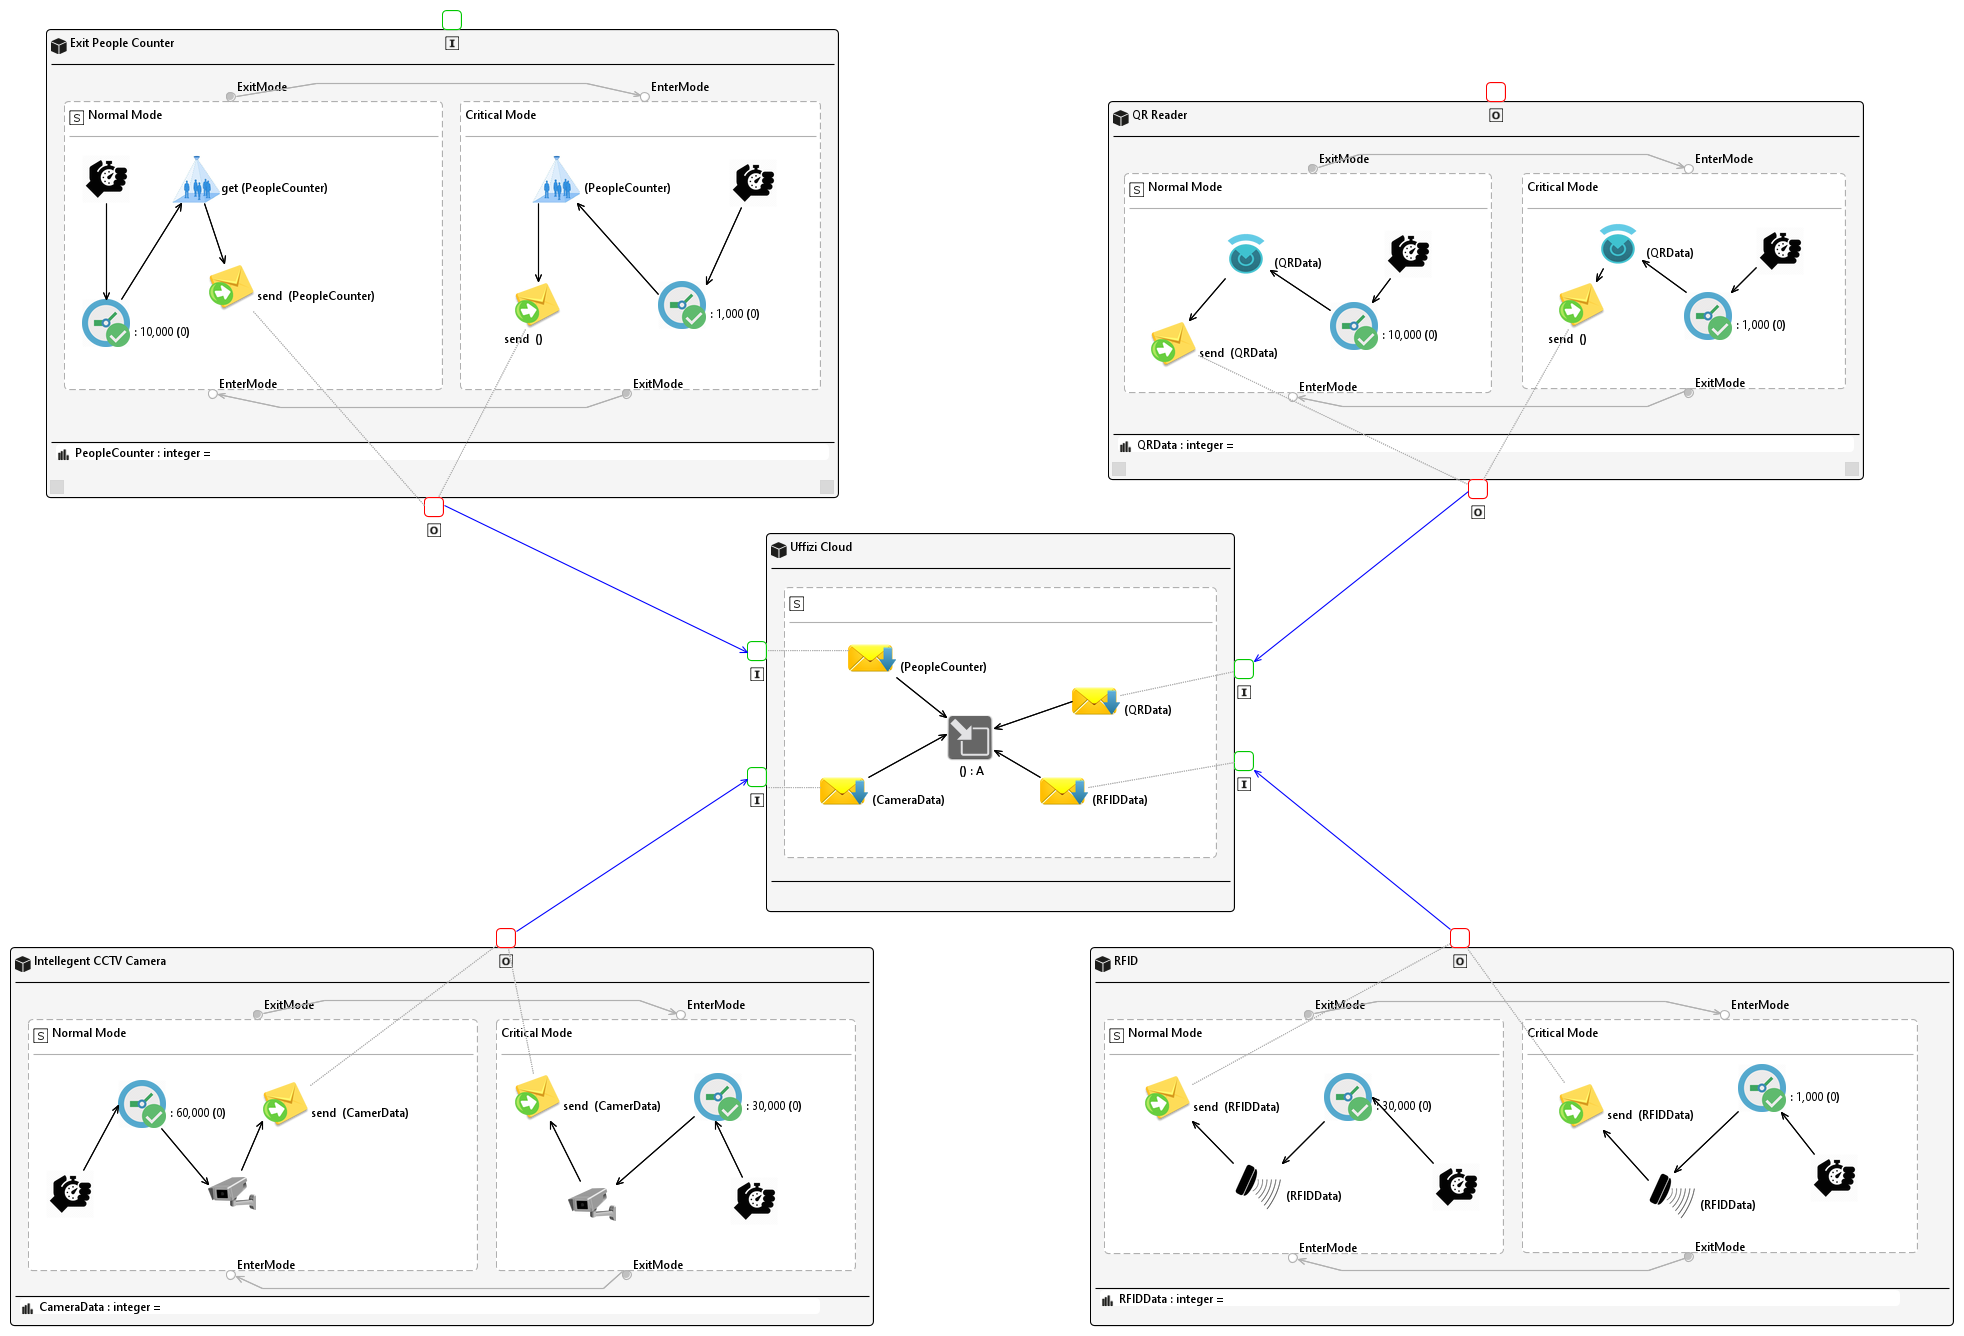 I
Exit People Counter
ExitMode
EnterMode
S Normal Mode
Critical Mode
get (PeopleCounter)
(PeopleCounter)
send (PeopleCounter)
: 10,000 (0)
: 1,000 (0)
send ()
EnterMode
ExitMode
PeopleCounter : integer =
O
O
QR Reader
ExitMode
EnterMode
S Normal Mode
Critical Mode
(QRData)
(QRData)
: 10,000 (0)
: 1,000 (0)
send (QRData)
send ()
EnterMode
ExitMode
QRData : integer =
O
Uffizi Cloud
S
I
(PeopleCounter)
I
(QRData)
() : A
I
(CameraData)
I
(RFIDData)
O
Intellegent CCTV Camera
ExitMode
EnterMode
S Normal Mode
Critical Mode
: 60,000 (0)
send (CamerData)
send (CamerData)
: 30,000 (0)
EnterMode
ExitMode
CameraData : integer =
O
RFID
ExitMode
EnterMode
S Normal Mode
Critical Mode
send (RFIDData)
: 30,000 (0)
send (RFIDData)
: 1,000 (0)
(RFIDData)
(RFIDData)
EnterMode
ExitMode
RFIDData : integer =